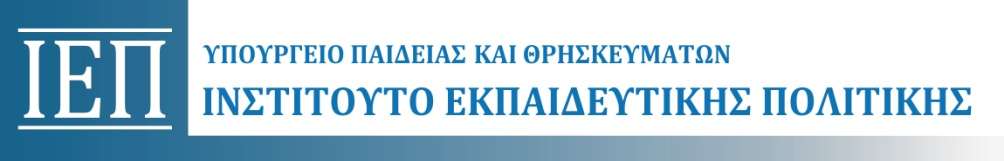 ΙΕΠ
ΥΠΟΥΡΓΕΙΟ ΠΑΙΔΕΙΑΣ ΚΑΙ ΘΡΗΣΚΕΥΜΑΤΩΝ
ΙΝΣΤΙΤΟΥΤΟ ΕΚΠΑΙΔΕΥΤΙΚΗΣ ΠΟΛΙΤΙΚΗΣ